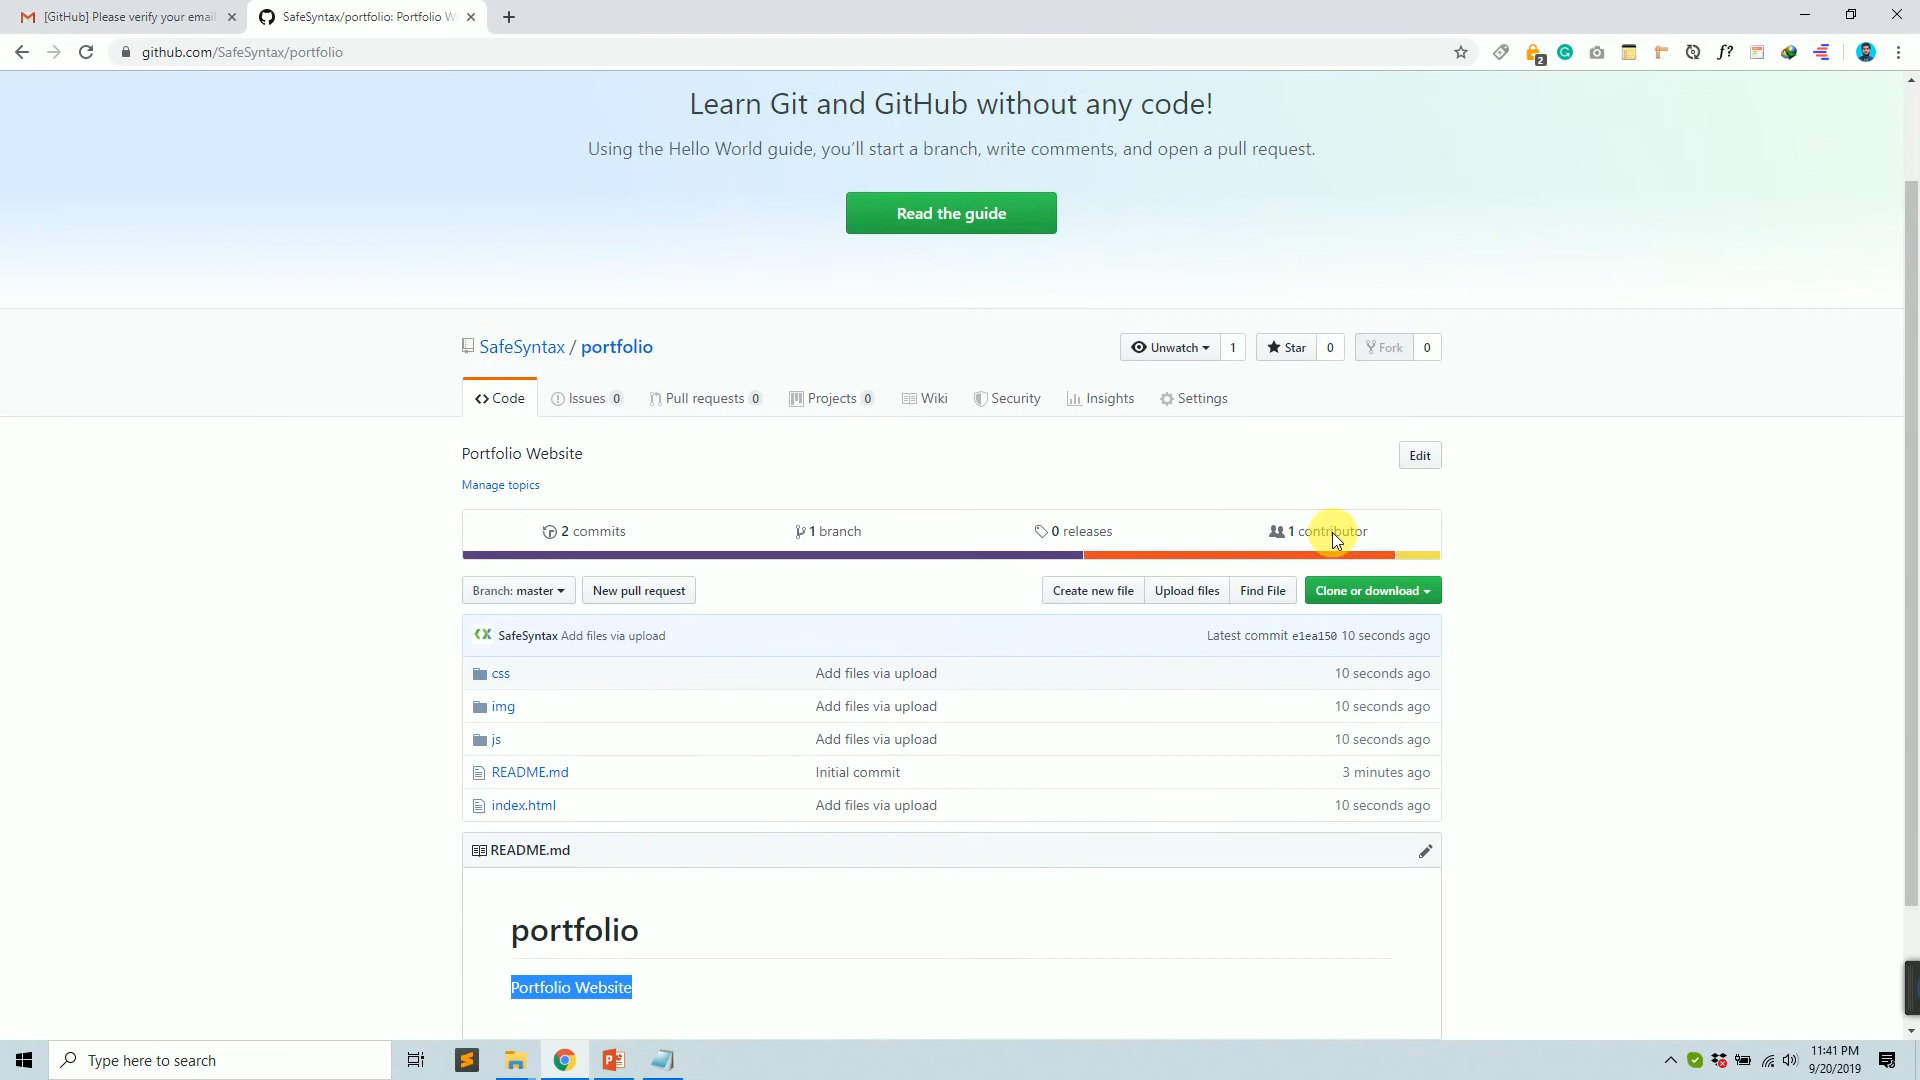 [GitHub] Please verify your email
SafeSyntax/portfolio: Portfolio W
github.com/SafeSyntax/portfolio
2
f?
Learn Git and GitHub without any code!
Using the Hello World guide, you’ll start a branch, write comments, and open a pull request.
Read the guide
SafeSyntax / portfolio
Unwatch 1 Star 0 Fork 0
Code Issues 0 Pull requests 0 Projects 0 Wiki Security Insights Settings
Portfolio Website
Edit
Manage topics
2 commits 1 branch 0 releases 1 contributor
Branch: master New pull request Create new file Upload files Find File Clone or download
SafeSyntax Add files via upload Latest commit e1ea150 10 seconds ago
css Add files via upload 10 seconds ago
img Add files via upload 10 seconds ago
js Add files via upload 10 seconds ago
README.md Initial commit 3 minutes ago
index.html Add files via upload 10 seconds ago
README.md
portfolio
Portfolio Website
Type here to search
11:41 PM
9/20/2019